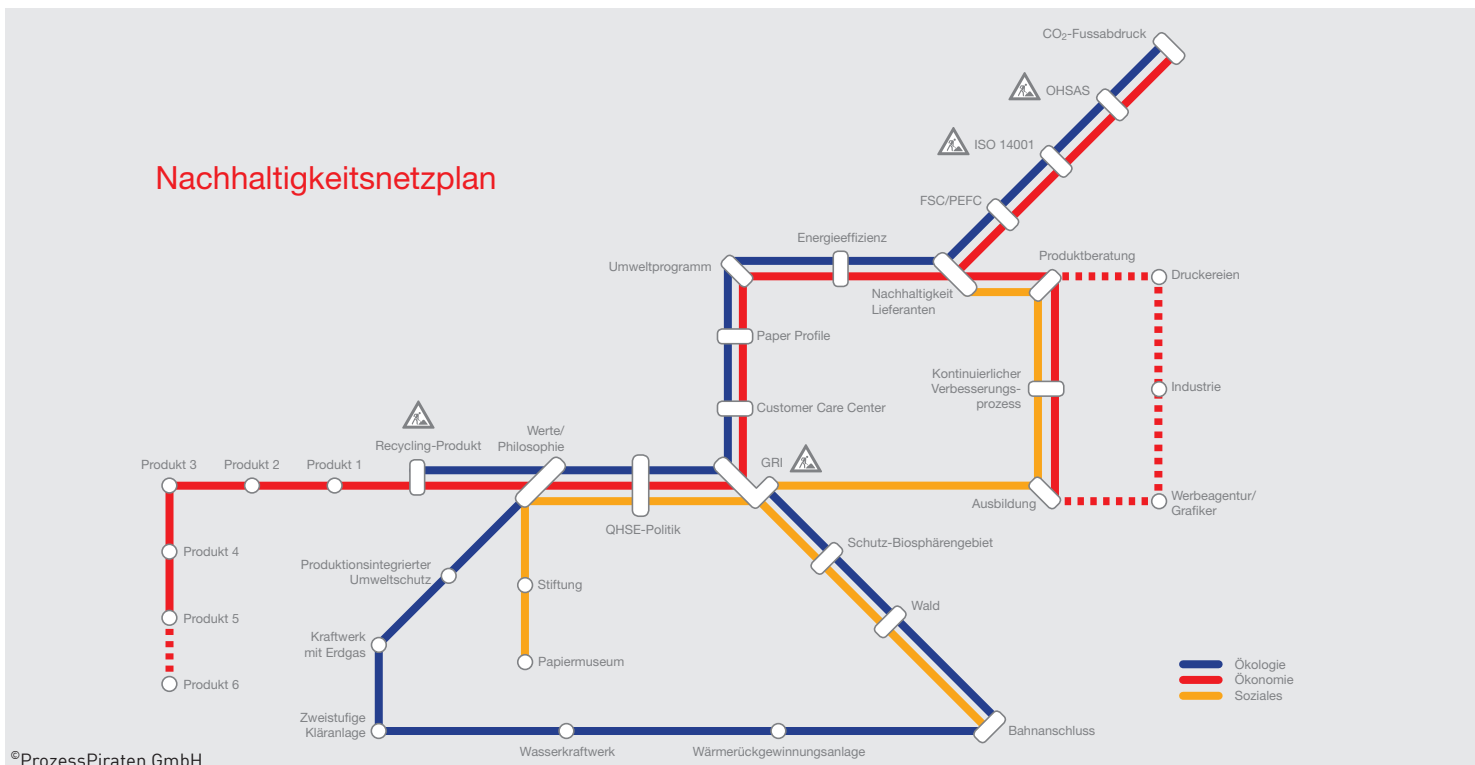 CO₂-Fussabdruck
OHSAS
ISO 14001
Nachhaltigkeitsnetzplan
FSC/PEFC
Energieeffizienz
Umweltprogramm
Produktberatung
Druckereien
Nachhaltigkeit
Lieferanten
Paper Profile
Kontinuierlicher
Verbesserungs-
prozess
Industrie
Customer Care Center
Recycling-Produkt
Werte/
Philosophie
Produkt 3
Produkt 2
Produkt 1
GRI
Ausbildung
Werbeagentur/
Grafiker
QHSE-Politik
Schutz-Biosphärengebiet
Produkt 4
Produktionsintegrierter
Umweltschutz
Stiftung
Wald
Produkt 5
Kraftwerk
mit Erdgas
Papiermuseum
Produkt 6
Ökologie
Ökonomie
Soziales
Zweistufige
Kläranlage
Wasserkraftwerk
Wärmerückgewinnungsanlage
Bahnanschluss
©ProzessPiraten GmbH